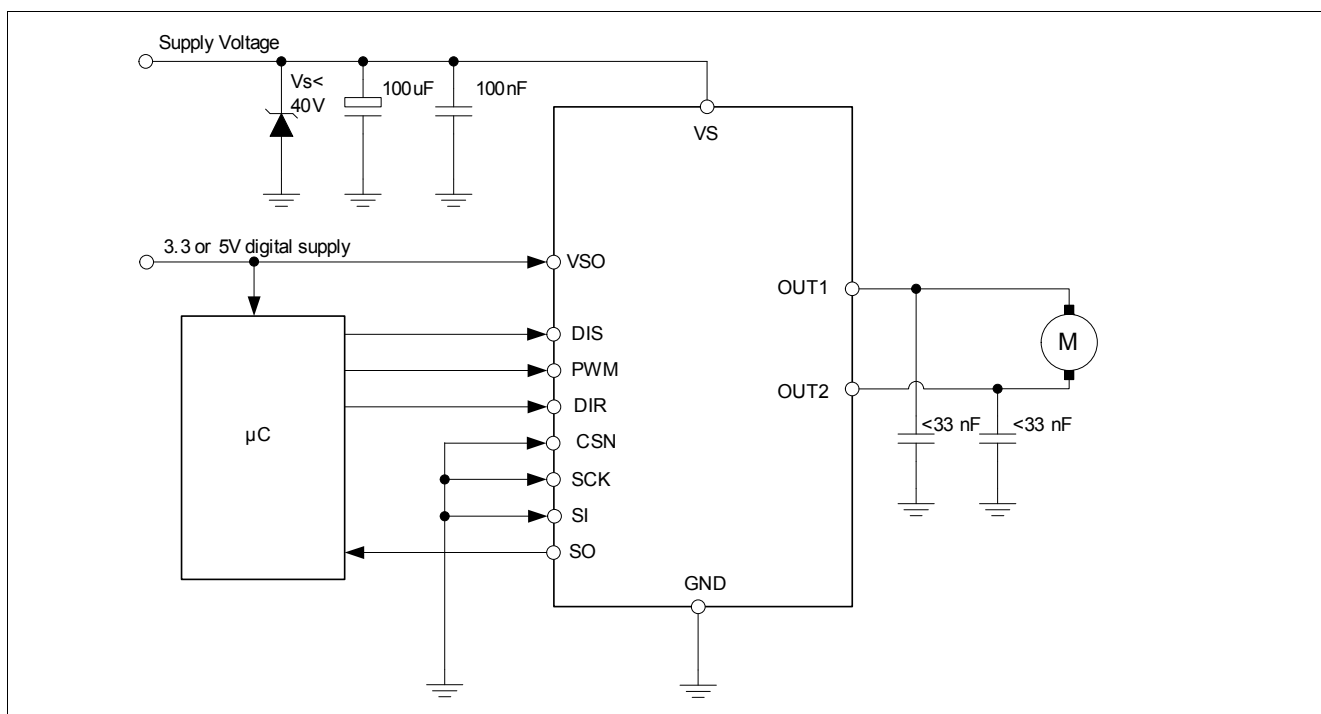 Supply Voltage
Vs<
40V
100uF
100nF
VS
3.3 or 5V digital supply
VSO
OUT1
DIS
M
PWM
OUT2
DIR
µC
<33 nF
<33 nF
CSN
SCK
SI
SO
GND